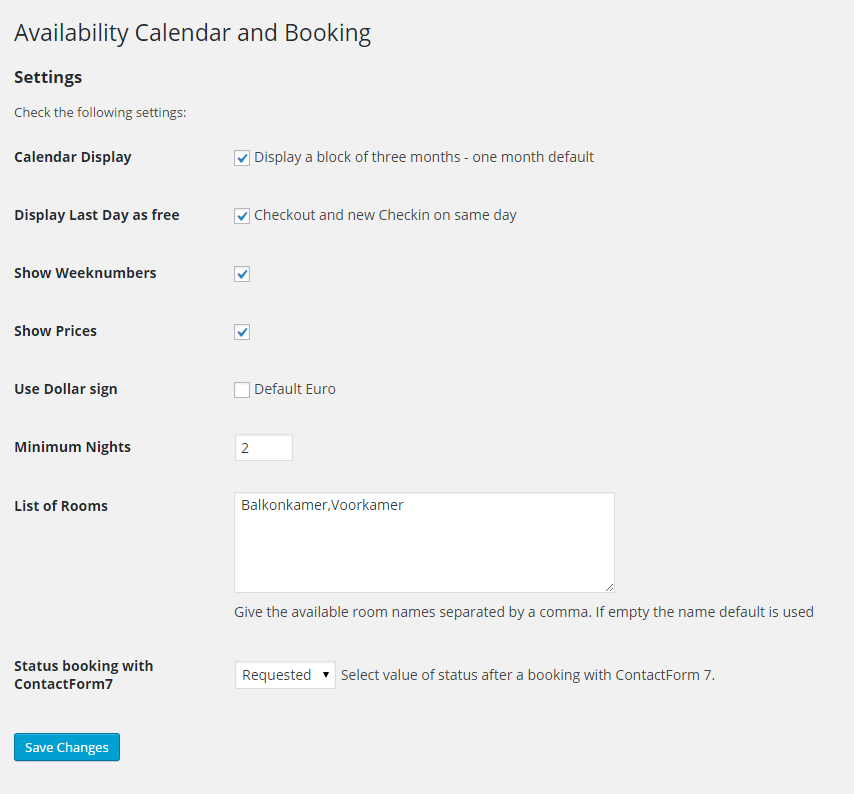 Availability Calendar and Booking
Settings
Check the following settings:
Calendar Display
Display a block of three months - one month default
Display Last Day as free
Checkout and new Checkin on same day
Show Weeknumbers
Show Prices
Use Dollar sign
Default Euro
Minimum Nights
2
List of Rooms
Balkonkamer,Voorkamer
Give the available room names separated by a comma. If empty the name default is used
Status booking with
ContactForm7
Requested
Select value of status after a booking with ContactForm 7.
Save Changes